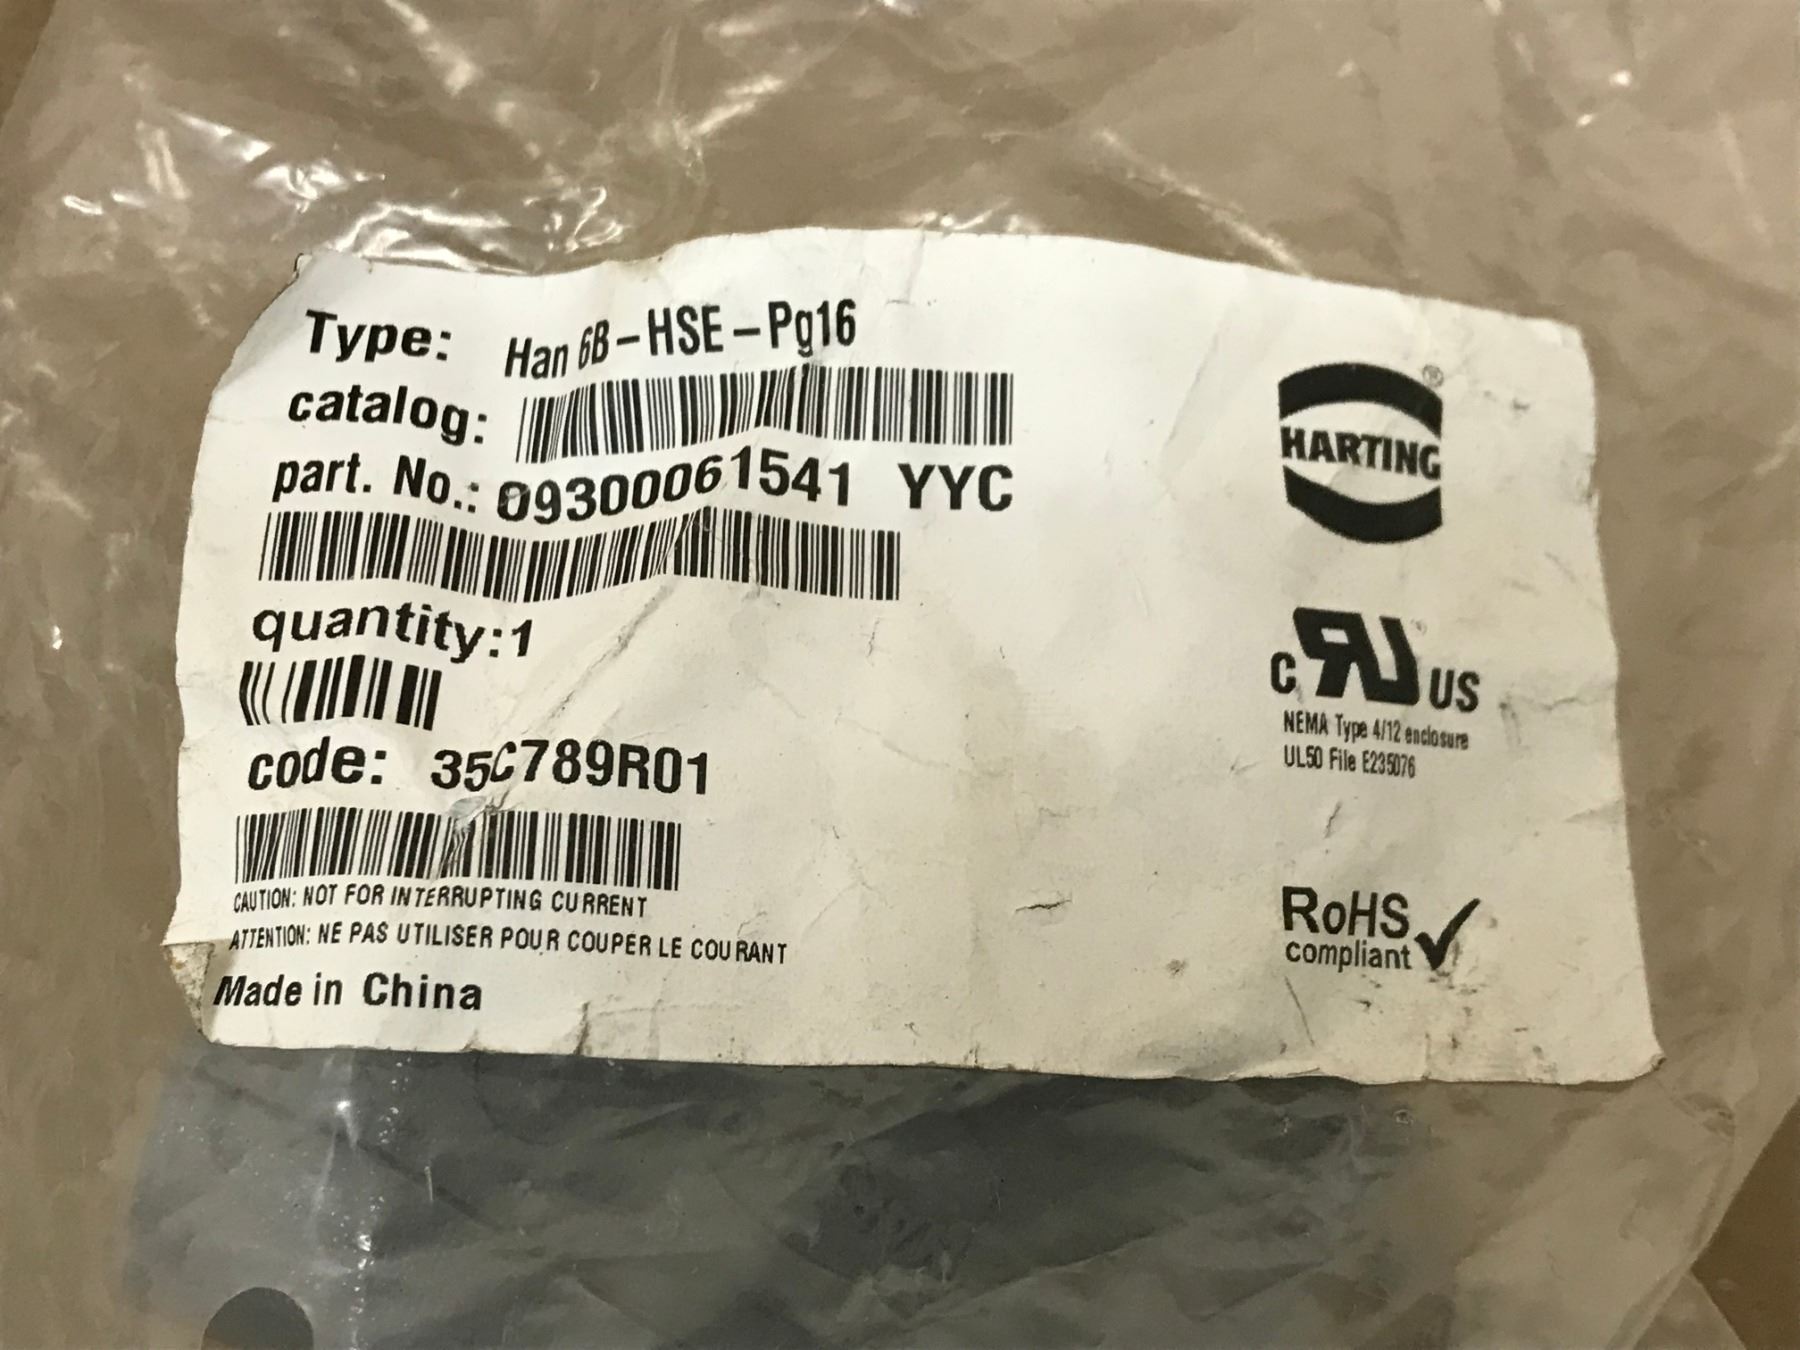 Type: Han 6B-HSE-Pg16
catalog:
part. No.: 09300061541 YYC
quantity:1
code: 35C789R01
CAUTION: NOT FOR INTERRUPTING CURRENT
ATTENTION: NE PAS UTILISER POUR COUPER LE COURANT
Made in China
HARTING®
C RU US
NEMA Type 4/12 enclosure
UL50 File E235076
RoHS
compliant